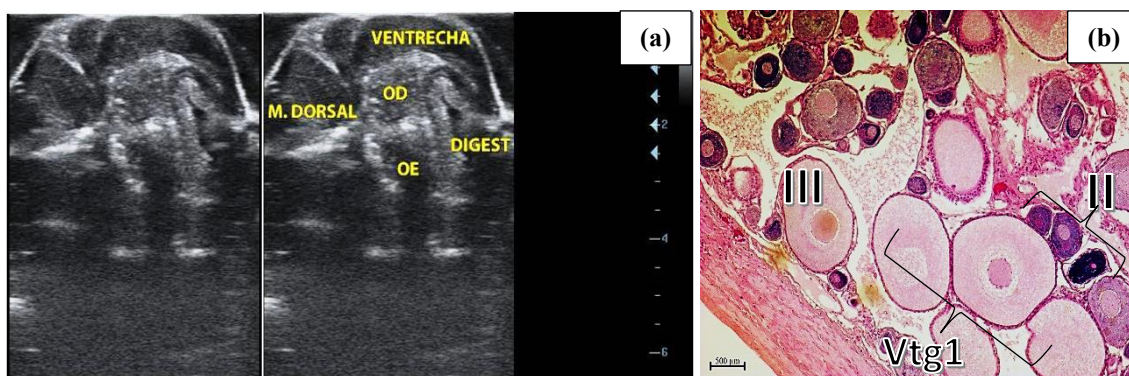 VENTRECHA
(a)
OD
M. DORSAL
2
DIGEST
OE
4
6
(b)
III
II
Vtg1
500 µm